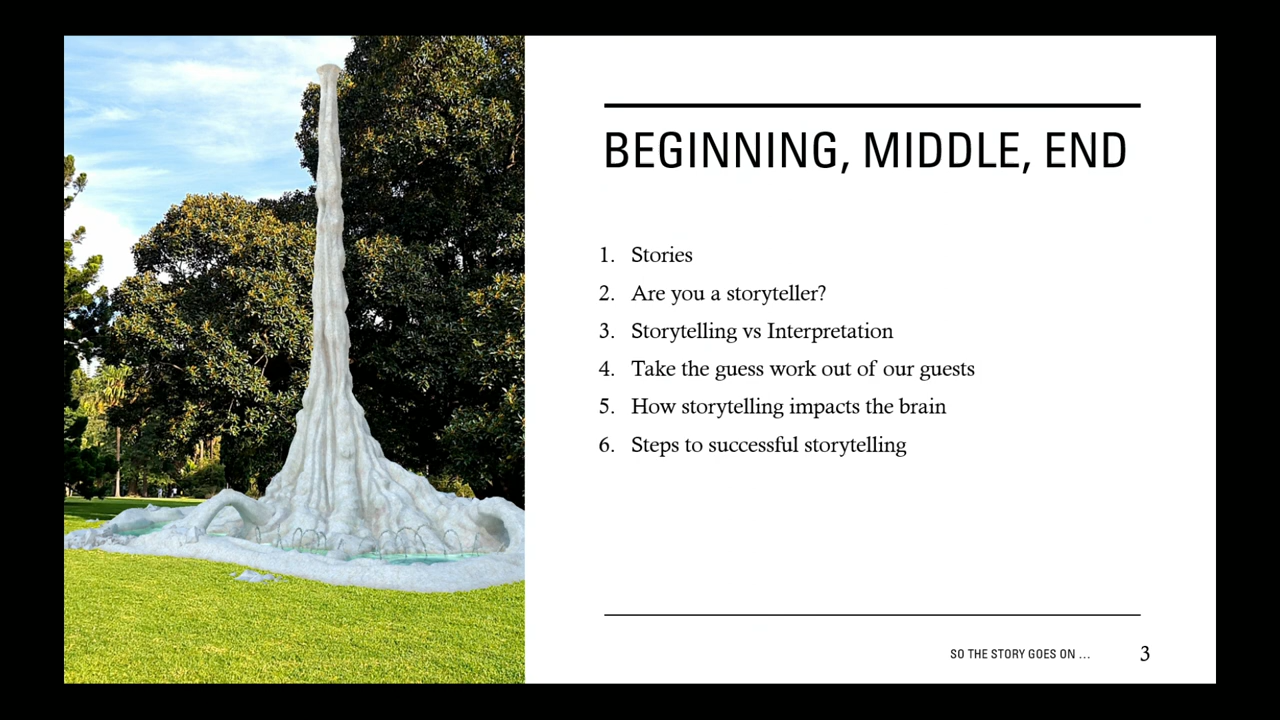 BEGINNING, MIDDLE, END
1. Stories
2. Are you a storyteller?
3. Storytelling vs Interpretation
4. Take the guess work out of our guests
5. How storytelling impacts the brain
6. Steps to successful storytelling
SO THE STORY GOES ON ...
3